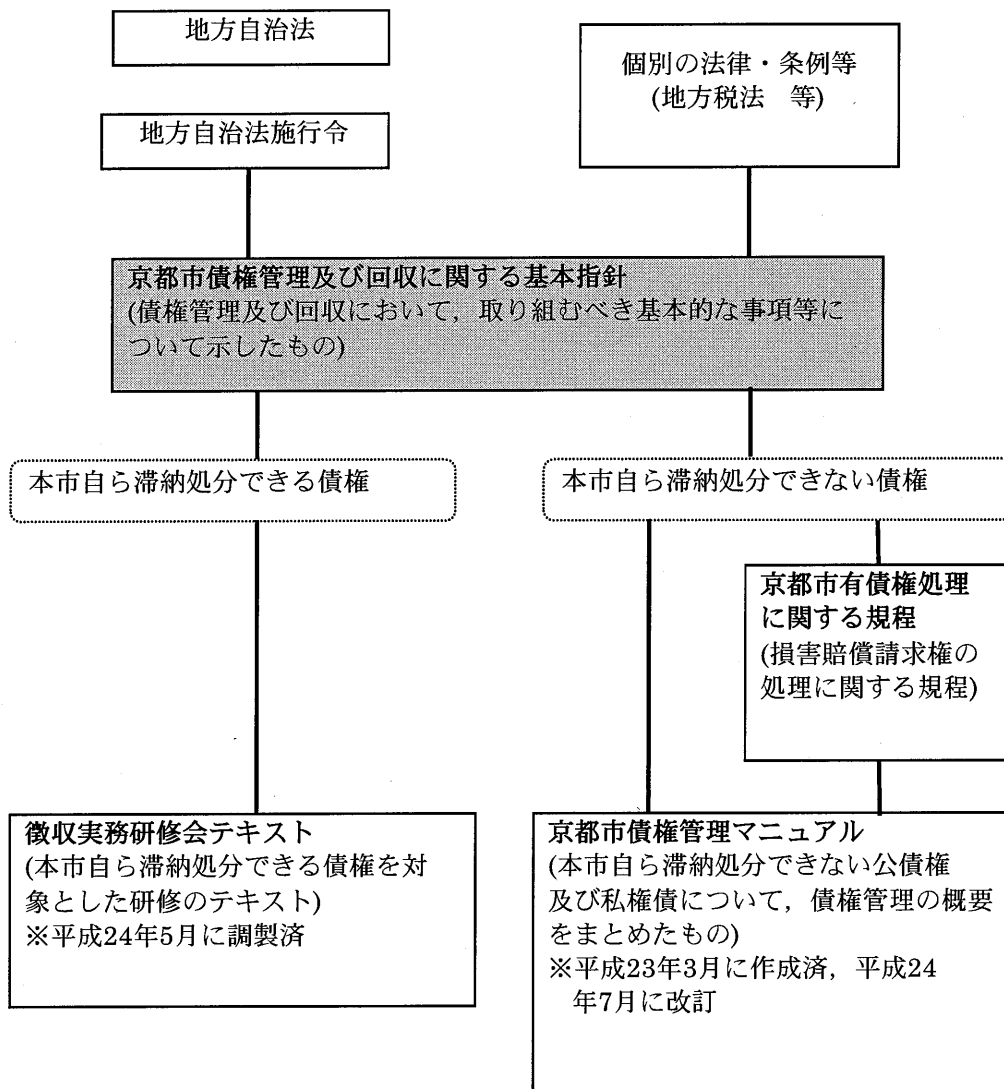 地方自治法
個別の法律・条例等
(地方税法　等)
地方自治法施行令
京都市債権管理及び回収に関する基本指針
(債権管理及び回収において，取り組むべき基本的な事項等に
ついて示したもの)
本市自ら滞納処分できる債権
本市自ら滞納処分できない債権
京都市有債権処理
に関する規程
(損害賠償請求権の
処理に関する規程)
徴収実務研修会テキスト
(本市自ら滞納処分できる債権を対
象とした研修のテキスト)
※平成24年5月に調製済
京都市債権管理マニュアル
(本市自ら滞納処分できない公債権
及び私権債について，債権管理の概要
をまとめたもの)
※平成23年3月に作成済，平成24
年7月に改訂